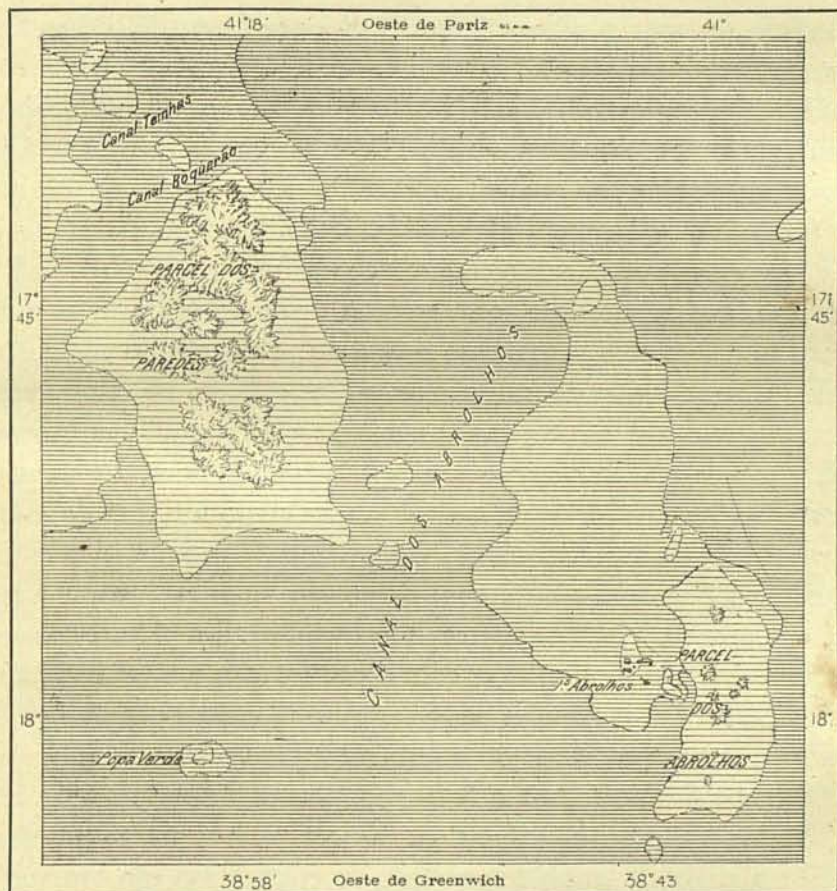 41°18' Oeste de Pariz 41°
Canal Teinhas
Canal Boquerão
PARCEL DOS
17° 45'
17° 45'
PAREDES
CANAL DOS ABROLHOS
Iˢ Abrolhos
PARCEL
DOS
ABROLHOS
18°
18°
Popa Verde
38°58' Oeste de Greenwich 38°43